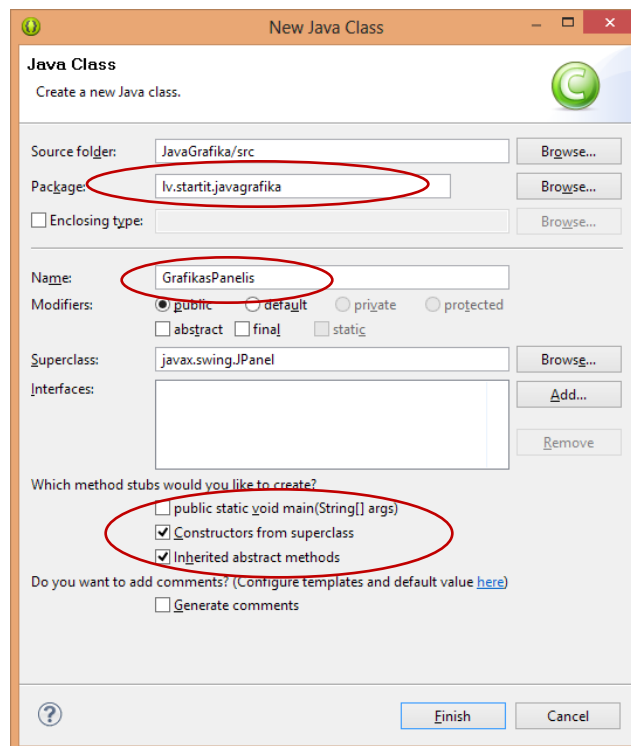 New Java Class
Java Class
Create a new Java class.
Source folder: JavaGrafika/src Browse...
Package: lv.startit.javagrafika Browse...
Enclosing type: Browse...
Name: GrafikasPanelis
Modifiers: public default private protected
abstract final static
Superclass: javax.swing.JPanel Browse...
Interfaces: Add...
Remove
Which method stubs would you like to create?
public static void main(String[] args)
Constructors from superclass
Inherited abstract methods
Do you want to add comments? (Configure templates and default value here)
Generate comments
? Finish Cancel